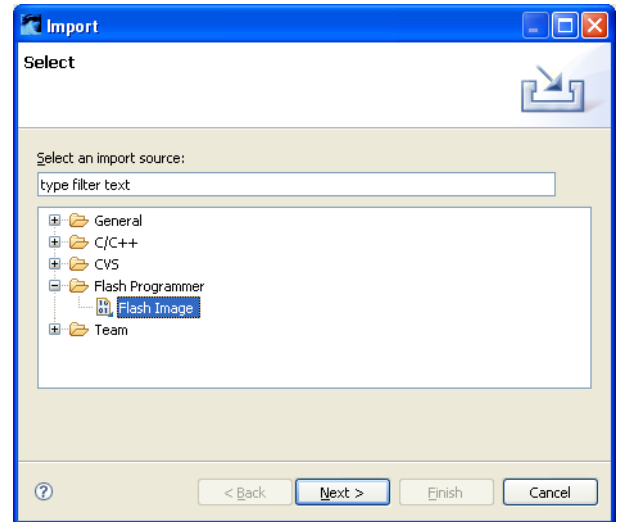 Import
Select
Select an import source:
type filter text
General
C/C++
CVS
Flash Programmer
Flash Image
Team
< Back Next > Finish Cancel